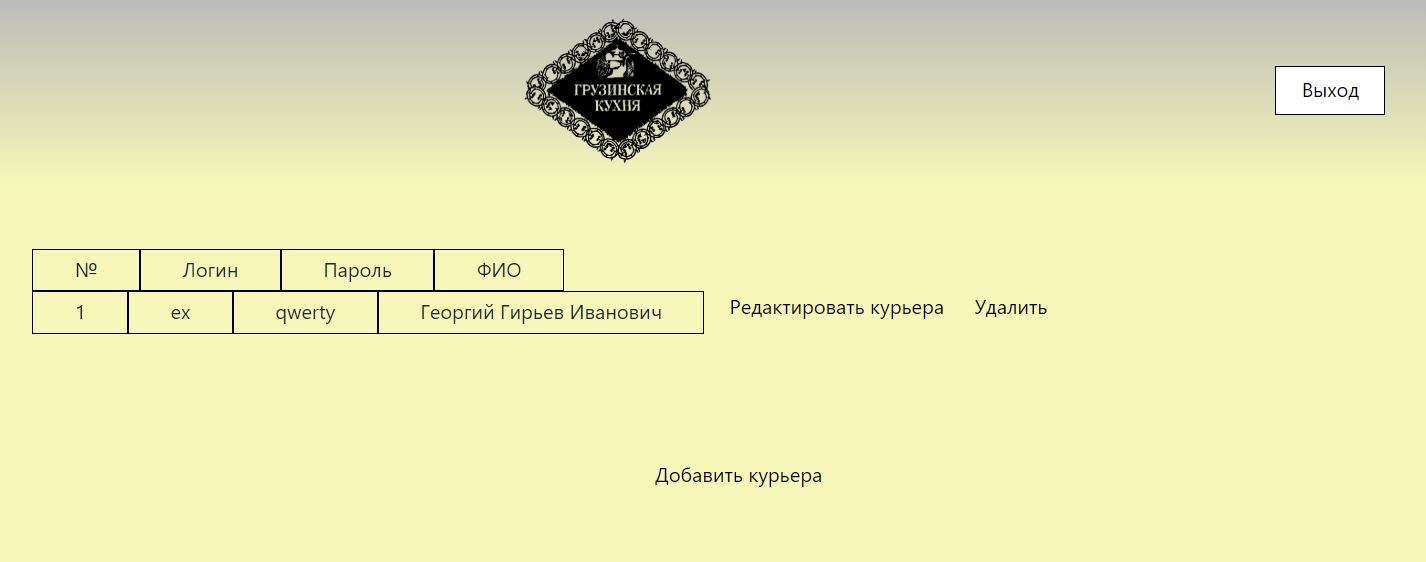 ГРУЗИНСКАЯ
КУХНЯ
Выход
№ Логин Пароль ФИО
1 ex qwerty Георгий Гирьев Иванович Редактировать курьера Удалить
Добавить курьера